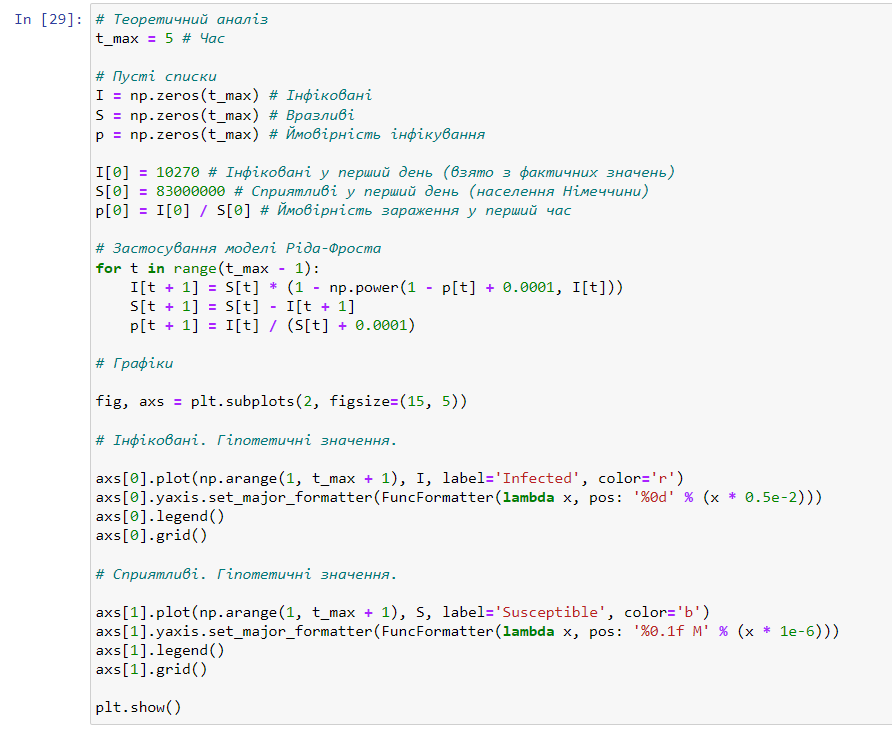 In [29]: # Теоретичний аналіз
t_max = 5 # Час
# Пусті списки
I = np.zeros(t_max) # Інфіковані
S = np.zeros(t_max) # Вразливі
p = np.zeros(t_max) # Ймовірність інфікування
I[0] = 10270 # Інфіковані у перший день (взято з фактичних значень)
S[0] = 83000000 # Сприятливі у перший день (населення Німеччини)
p[0] = I[0] / S[0] # Ймовірність зараження у перший час
# Застосування моделі Ріда-Фроста
for t in range(t_max - 1):
    I[t + 1] = S[t] * (1 - np.power(1 - p[t] + 0.0001, I[t]))
    S[t + 1] = S[t] - I[t + 1]
    p[t + 1] = I[t] / (S[t] + 0.0001)
# Графіки
fig, axs = plt.subplots(2, figsize=(15, 5))
# Інфіковані. Гіпотетичні значення.
axs[0].plot(np.arange(1, t_max + 1), I, label='Infected', color='r')
axs[0].yaxis.set_major_formatter(FuncFormatter(lambda x, pos: '%0d' % (x * 0.5e-2)))
axs[0].legend()
axs[0].grid()
# Сприятливі. Гіпотетичні значення.
axs[1].plot(np.arange(1, t_max + 1), S, label='Susceptible', color='b')
axs[1].yaxis.set_major_formatter(FuncFormatter(lambda x, pos: '%0.1f M' % (x * 1e-6)))
axs[1].legend()
axs[1].grid()
plt.show()